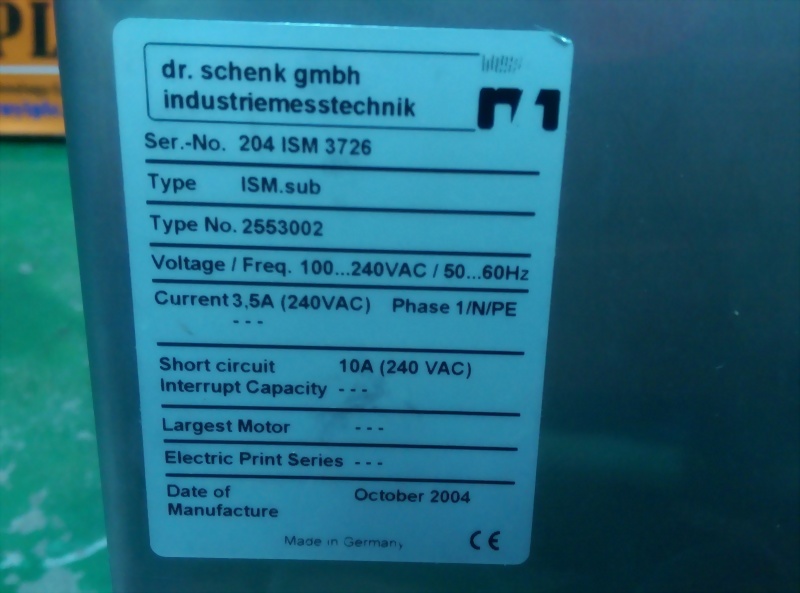 dr. schenk gmbh
industriemesstechnik
Ser.-No. 204 ISM 3726
Type ISM.sub
Type No. 2553002
Voltage / Freq. 100...240VAC / 50...60Hz
Current 3,5A (240VAC) Phase 1/N/PE
- - -
Short circuit 10A (240 VAC)
Interrupt Capacity - - -
Largest Motor - - -
Electric Print Series - - -
Date of October 2004
Manufacture
Made in Germany CE